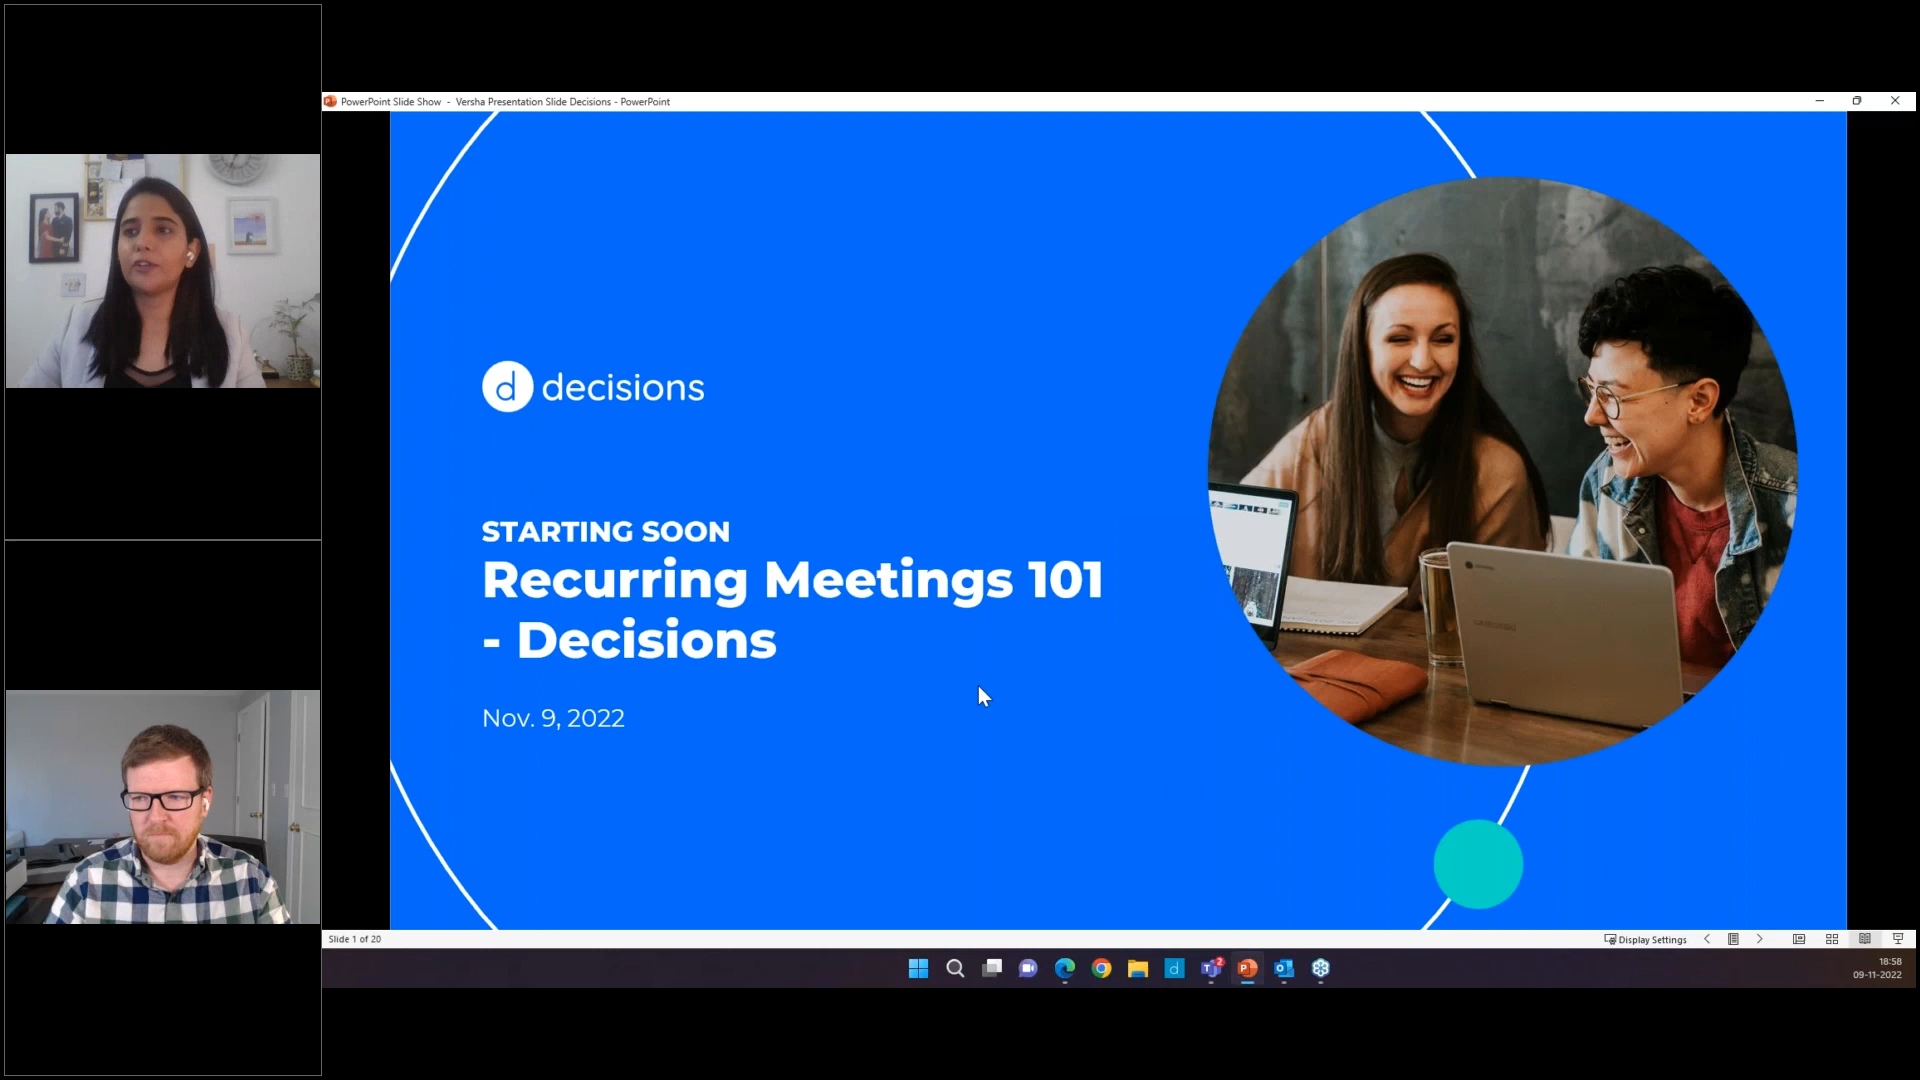 PowerPoint Slide Show - Versha Presentation Slide Decisions - PowerPoint
d decisions
STARTING SOON
Recurring Meetings 101
- Decisions
Nov. 9, 2022
Slide 1 of 20
Display Settings
d
2
18:58
09-11-2022